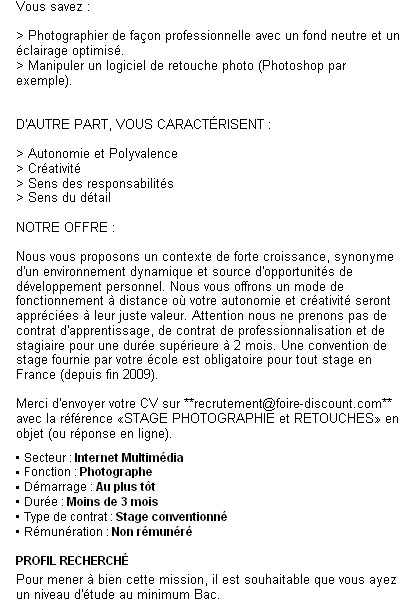 Vous savez :
> Photographier de façon professionnelle avec un fond neutre et un
éclairage optimisé.
> Manipuler un logiciel de retouche photo (Photoshop par
exemple).
D'AUTRE PART, VOUS CARACTÉRISENT :
> Autonomie et Polyvalence
> Créativité
> Sens des responsabilités
> Sens du détail
NOTRE OFFRE :
Nous vous proposons un contexte de forte croissance, synonyme
d'un environnement dynamique et source d'opportunités de
développement personnel. Nous vous offrons un mode de
fonctionnement à distance où votre autonomie et créativité seront
appréciées à leur juste valeur. Attention nous ne prenons pas de
contrat d'apprentissage, de contrat de professionnalisation et de
stagiaire pour une durée supérieure à 2 mois. Une convention de
stage fournie par votre école est obligatoire pour tout stage en
France (depuis fin 2009).
Merci d'envoyer votre CV sur **recrutement@foire-discount.com**
avec la référence «STAGE PHOTOGRAPHIE et RETOUCHES» en
objet (ou réponse en ligne).
▪ Secteur : Internet Multimédia
▪ Fonction : Photographe
▪ Démarrage : Au plus tôt
▪ Durée : Moins de 3 mois
▪ Type de contrat : Stage conventionné
▪ Rémunération : Non rémunéré
PROFIL RECHERCHÉ
Pour mener à bien cette mission, il est souhaitable que vous ayez
un niveau d'étude au minimum Bac.